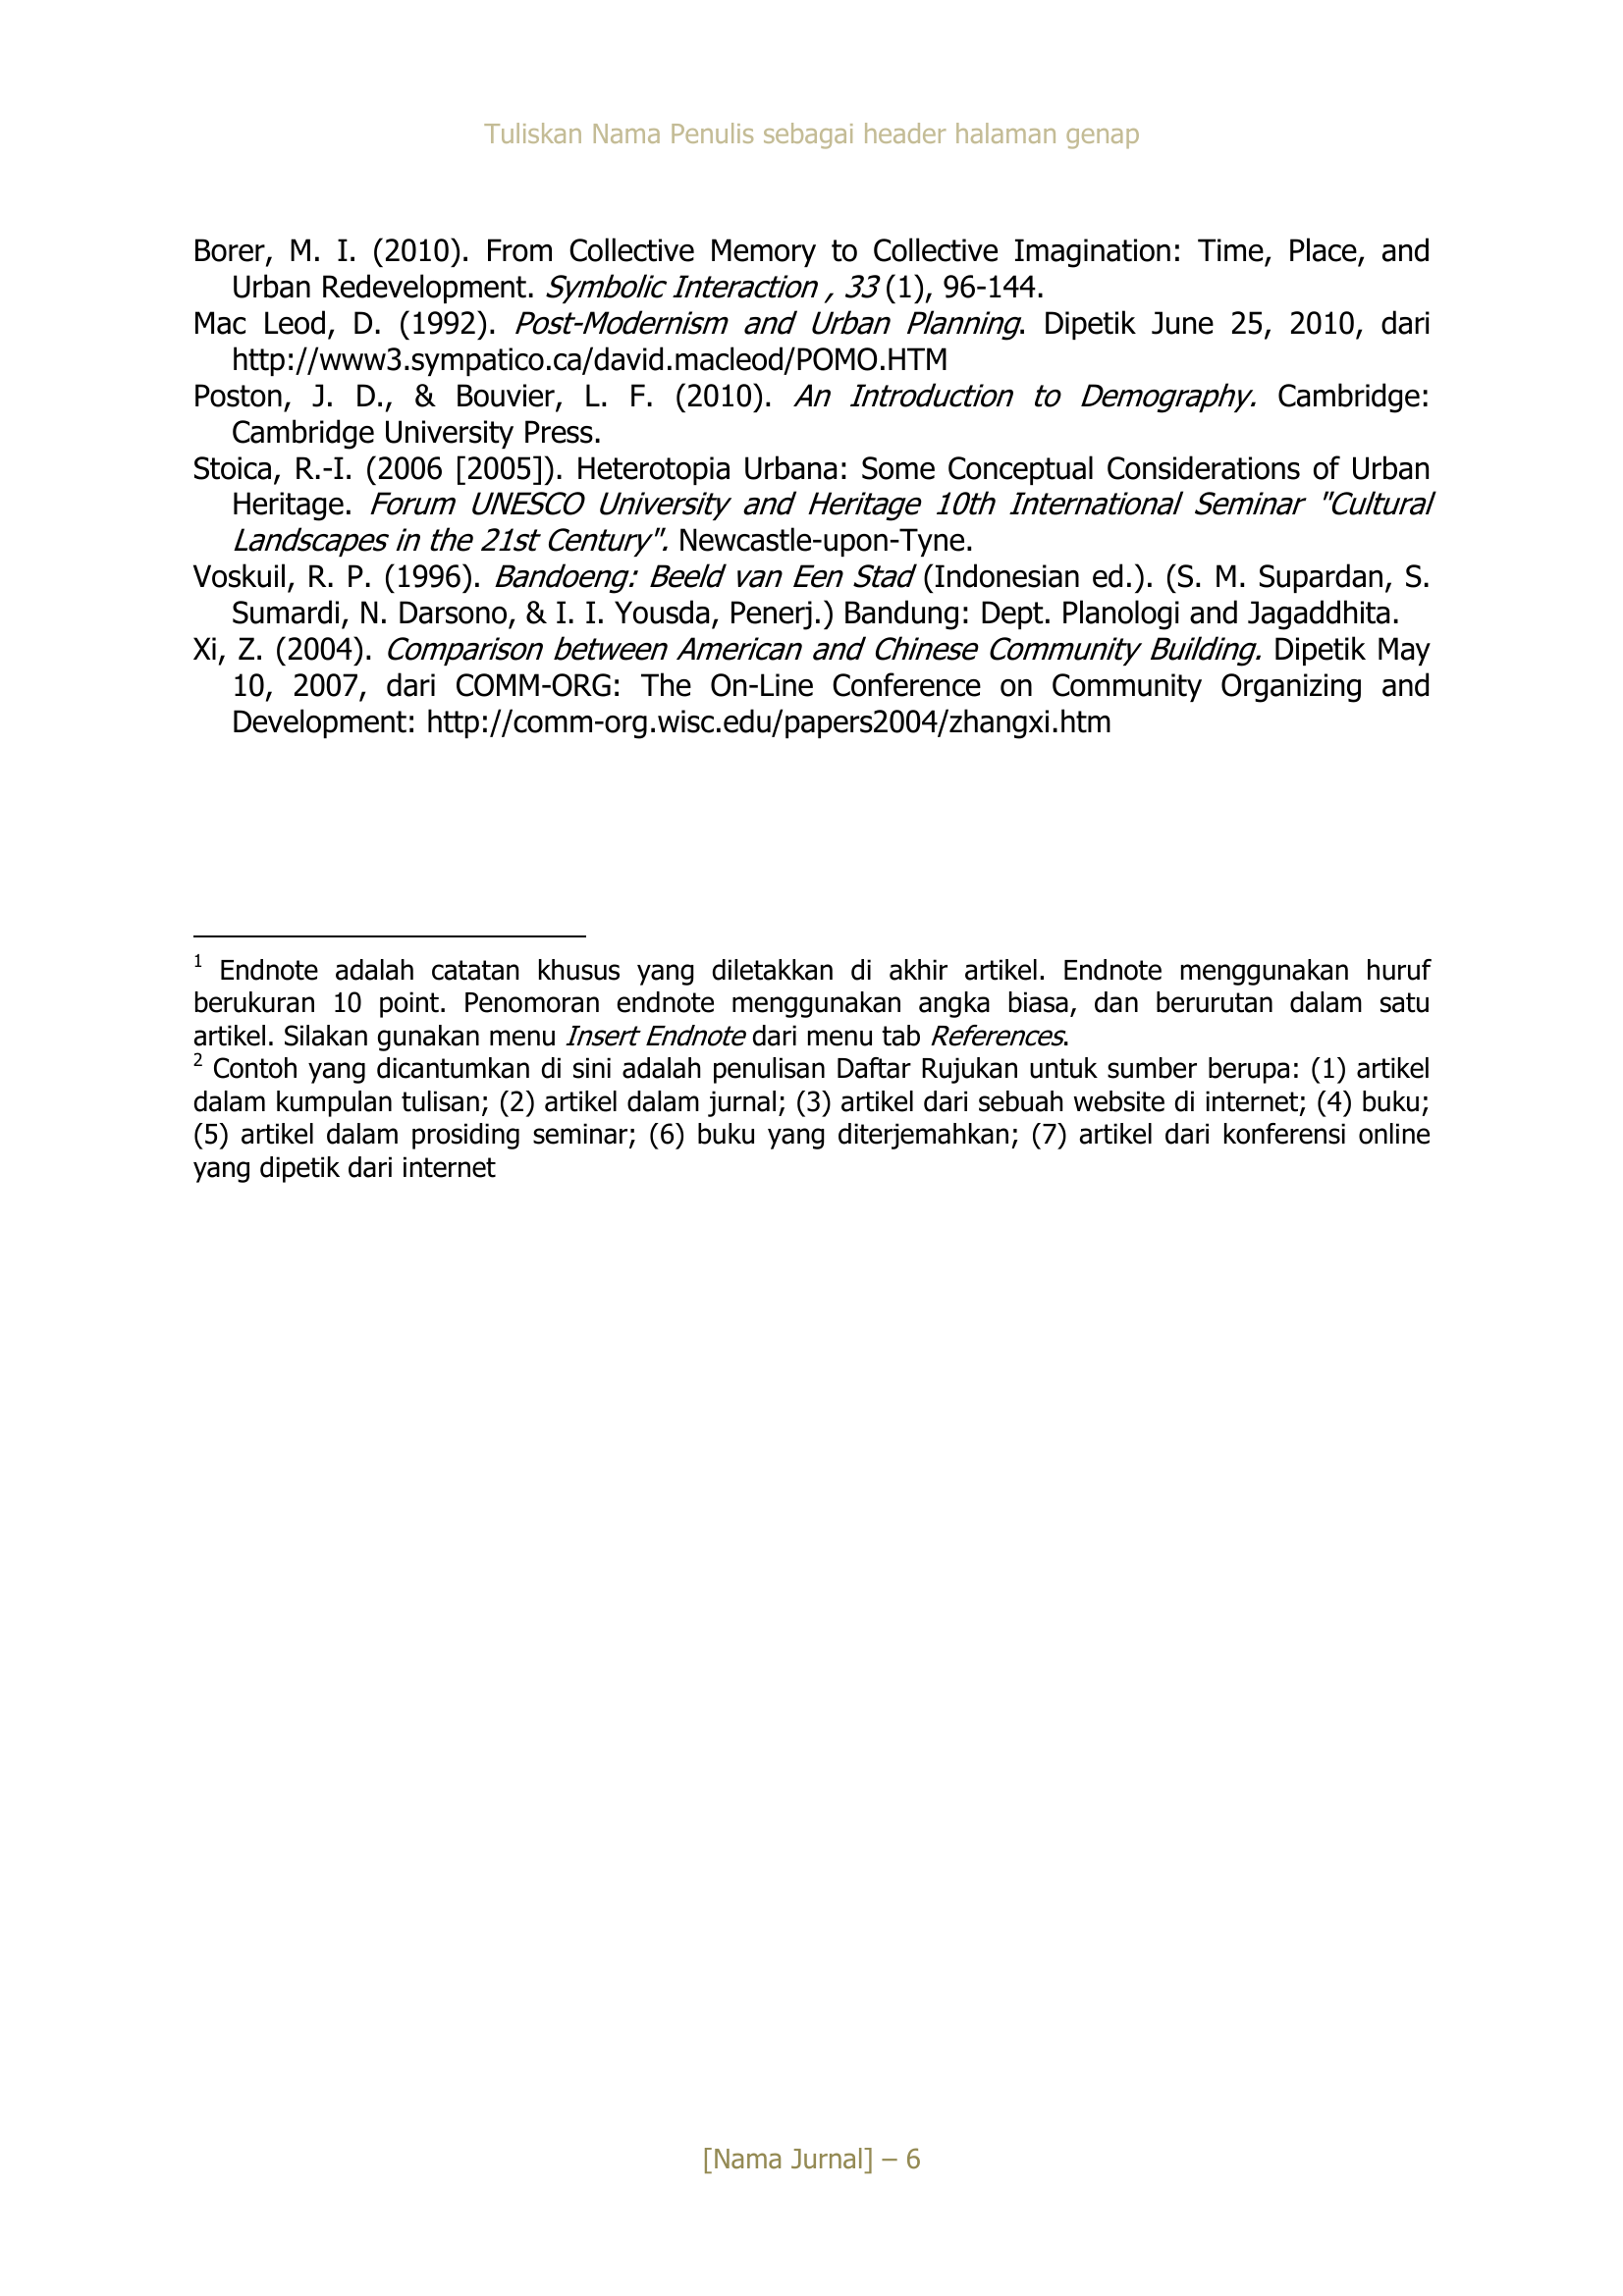 Tuliskan Nama Penulis sebagai header halaman genap
Borer, M. I. (2010). From Collective Memory to Collective Imagination: Time, Place, and
Urban Redevelopment. Symbolic Interaction , 33 (1), 96-144.
Mac Leod, D. (1992). Post-Modernism and Urban Planning. Dipetik June 25, 2010, dari
http://www3.sympatico.ca/david.macleod/POMO.HTM
Poston, J. D., & Bouvier, L. F. (2010). An Introduction to Demography. Cambridge:
Cambridge University Press.
Stoica, R.-I. (2006 [2005]). Heterotopia Urbana: Some Conceptual Considerations of Urban
Heritage. Forum UNESCO University and Heritage 10th International Seminar "Cultural
Landscapes in the 21st Century". Newcastle-upon-Tyne.
Voskuil, R. P. (1996). Bandoeng: Beeld van Een Stad (Indonesian ed.). (S. M. Supardan, S.
Sumardi, N. Darsono, & I. I. Yousda, Penerj.) Bandung: Dept. Planologi and Jagaddhita.
Xi, Z. (2004). Comparison between American and Chinese Community Building. Dipetik May
10, 2007, dari COMM-ORG: The On-Line Conference on Community Organizing and
Development: http://comm-org.wisc.edu/papers2004/zhangxi.htm
1 Endnote adalah catatan khusus yang diletakkan di akhir artikel. Endnote menggunakan huruf
berukuran 10 point. Penomoran endnote menggunakan angka biasa, dan berurutan dalam satu
artikel. Silakan gunakan menu Insert Endnote dari menu tab References.
2 Contoh yang dicantumkan di sini adalah penulisan Daftar Rujukan untuk sumber berupa: (1) artikel
dalam kumpulan tulisan; (2) artikel dalam jurnal; (3) artikel dari sebuah website di internet; (4) buku;
(5) artikel dalam prosiding seminar; (6) buku yang diterjemahkan; (7) artikel dari konferensi online
yang dipetik dari internet
[Nama Jurnal] – 6